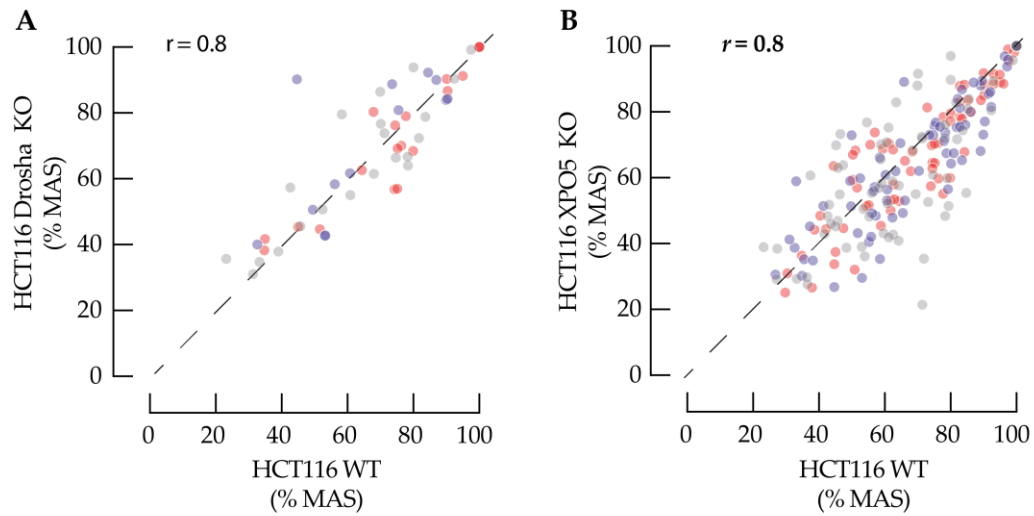 A
r = 0.8
HCT116 Drosha KO
(% MAS)
100
80
60
40
20
0
0 20 40 60 80 100
HCT116 WT
(% MAS)
B
r = 0.8
HCT116 XPO5 KO
(% MAS)
100
80
60
40
20
0
0 20 40 60 80 100
HCT116 WT
(% MAS)